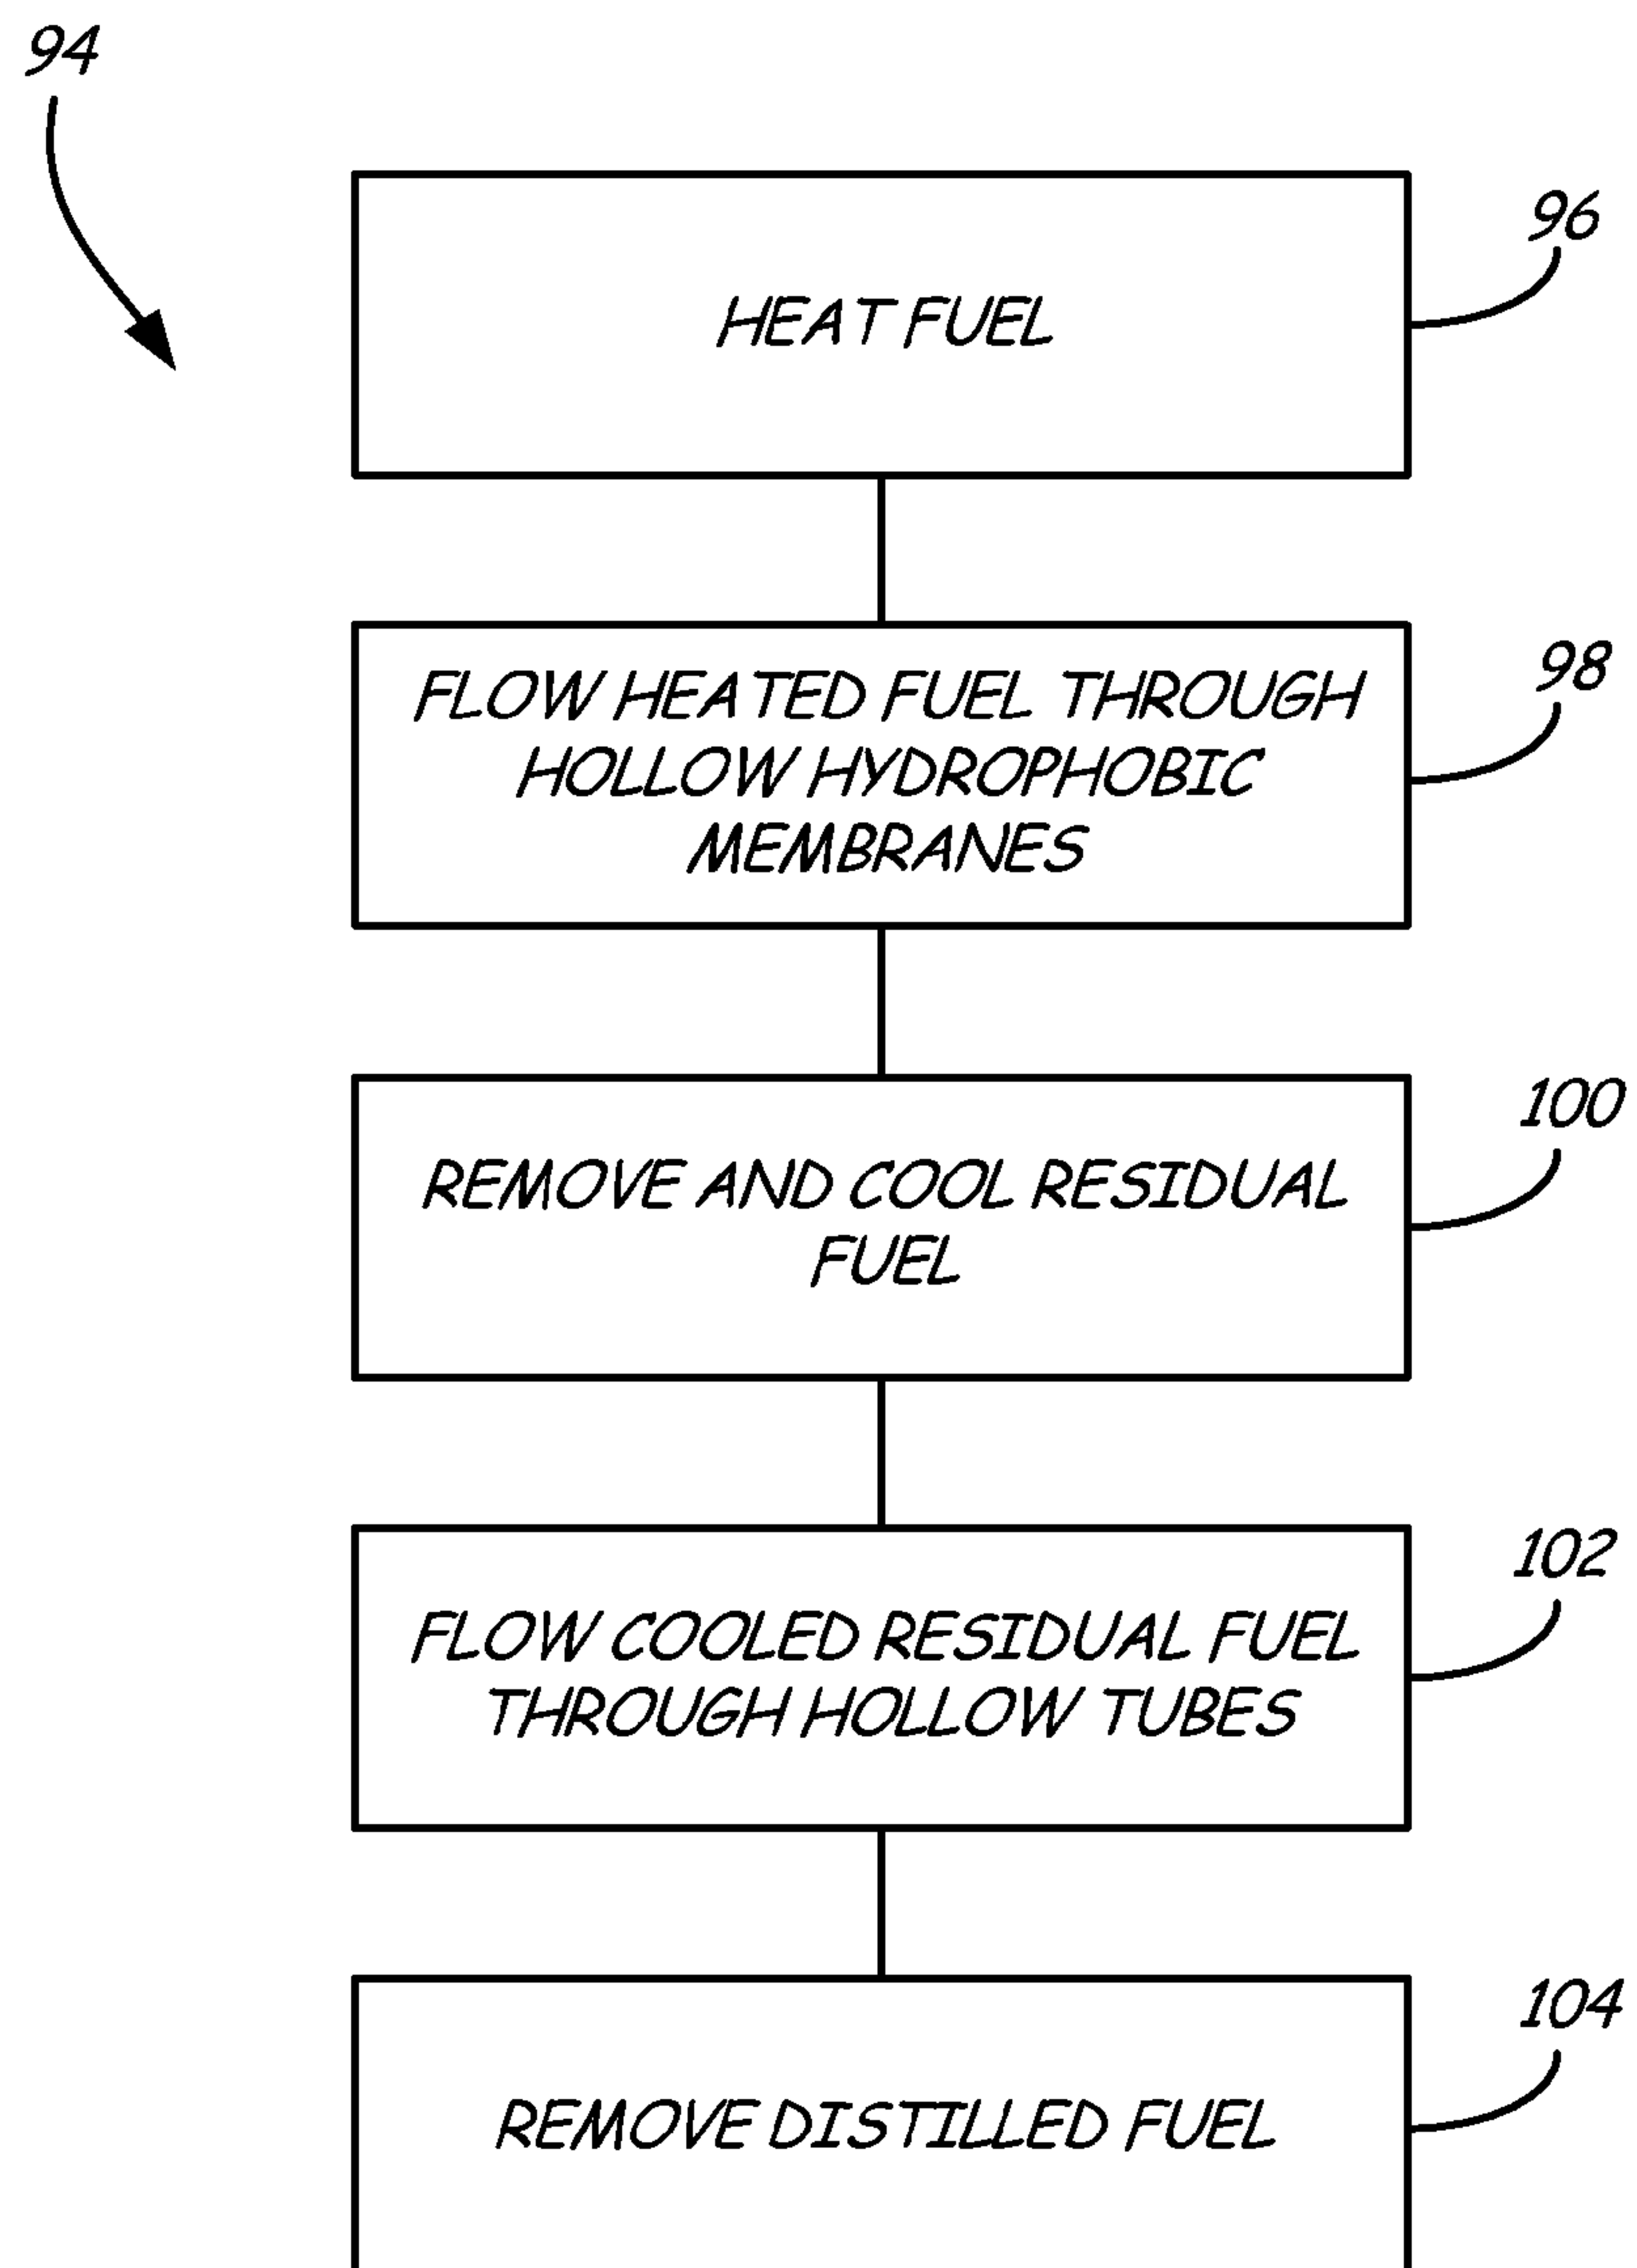 94
96
HEAT FUEL
98
FLOW HEATED FUEL THROUGH
HOLLOW HYDROPHOBIC
MEMBRANES
100
REMOVE AND COOL RESIDUAL
FUEL
102
FLOW COOLED RESIDUAL FUEL
THROUGH HOLLOW TUBES
104
REMOVE DISTILLED FUEL